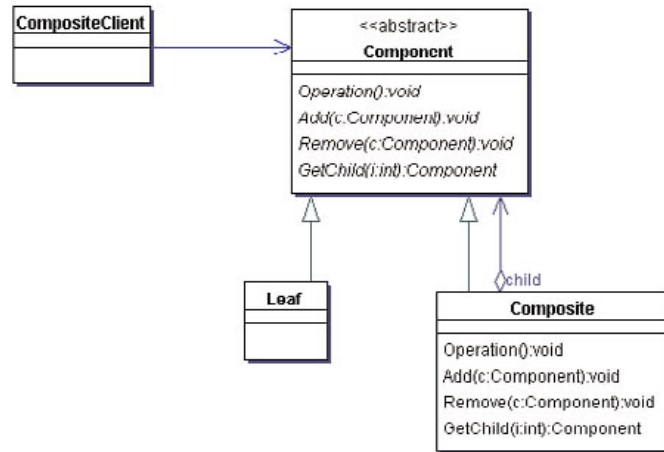 CompositeClient
<<abstract>>
Component
Operation():void
Add(c:Component):void
Remove(c:Component):void
GetChild(i:int):Component
child
Leaf
Composite
Operation():void
Add(c:Component):void
Remove(c:Component):void
GetChild(i:int):Component